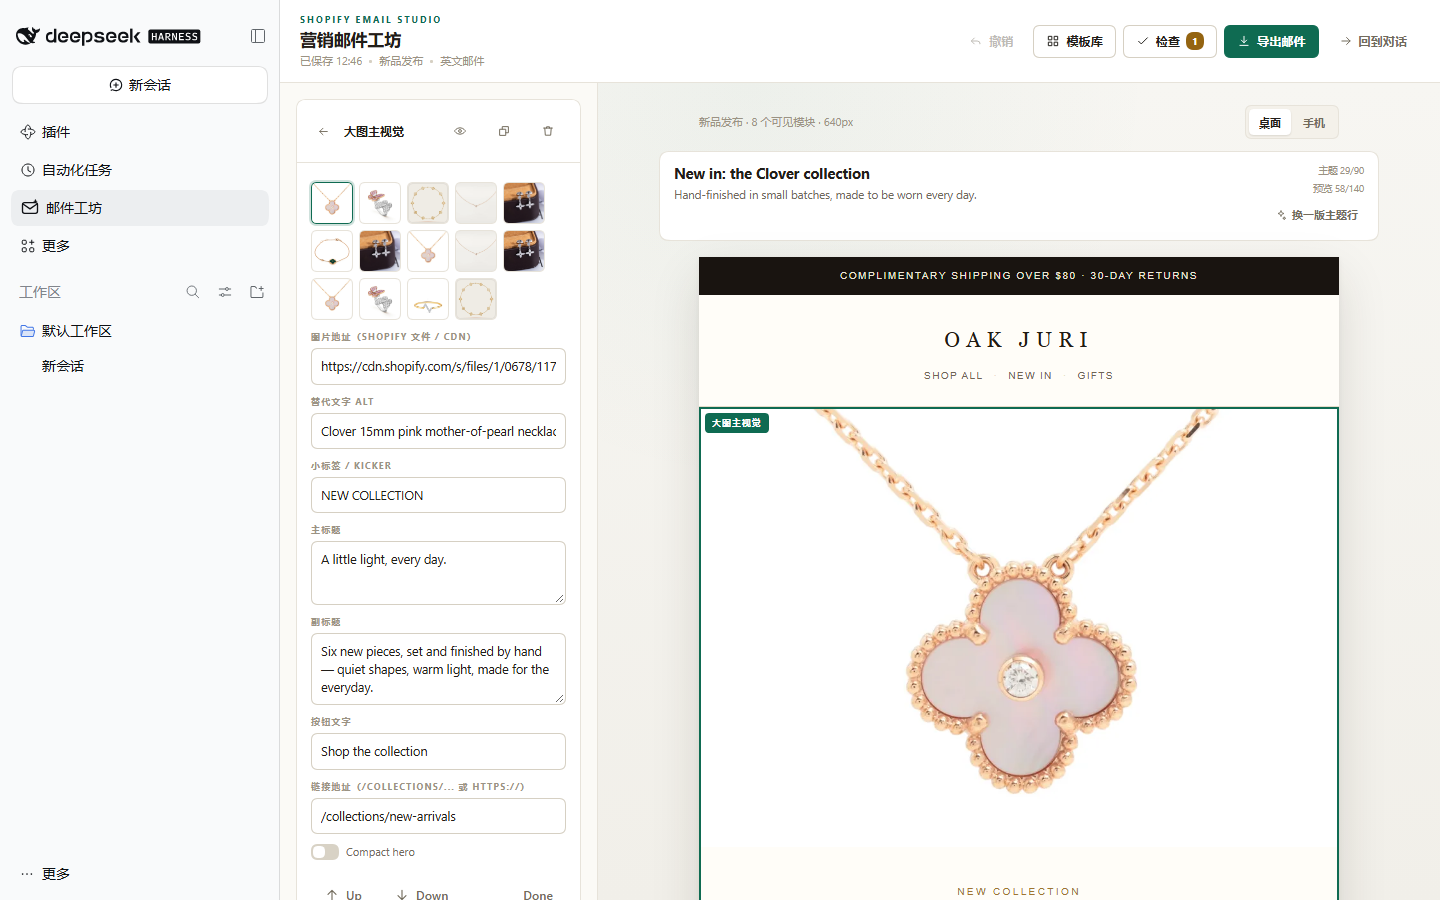 deepseek HARNESS
新会话
插件
自动化任务
邮件工坊
更多
工作区
默认工作区
新会话
更多
SHOPIFY EMAIL STUDIO
营销邮件工坊
已保存 12:46 • 新品发布 • 英文邮件
撤销
模板库
检查 1
导出邮件
回到对话
大图主视觉
图片地址（SHOPIFY 文件 / CDN）
https://cdn.shopify.com/s/files/1/0678/117
替代文字 ALT
Clover 15mm pink mother-of-pearl necklac
小标签 / KICKER
NEW COLLECTION
主标题
A little light, every day.
副标题
Six new pieces, set and finished by hand
— quiet shapes, warm light, made for the
everyday.
按钮文字
Shop the collection
链接地址（/COLLECTIONS/... 或 HTTPS://）
/collections/new-arrivals
Compact hero
Up
Down
Done
新品发布 · 8 个可见模块 · 640px
桌面
手机
New in: the Clover collection
Hand-finished in small batches, made to be worn every day.
主题 29/90
预览 58/140
换一版主题行
COMPLIMENTARY SHIPPING OVER $80 · 30-DAY RETURNS
OAK JURI
SHOP ALL · NEW IN · GIFTS
大图主视觉
NEW COLLECTION